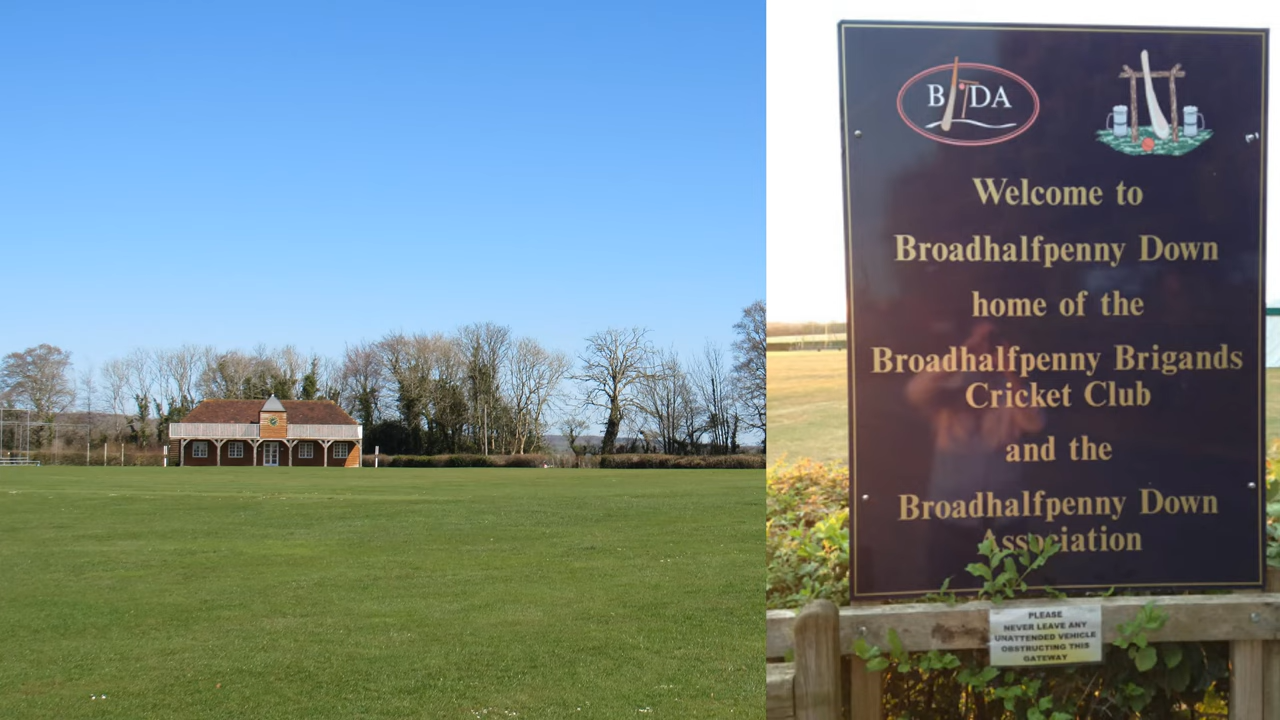 B DA
Welcome to
Broadhalfpenny Down
home of the
Broadhalfpenny Brigands
Cricket Club
and the
Broadhalfpenny Down
Association
PLEASE
NEVER LEAVE ANY
UNATTENDED VEHICLE
OBSTRUCTING THIS
GATEWAY